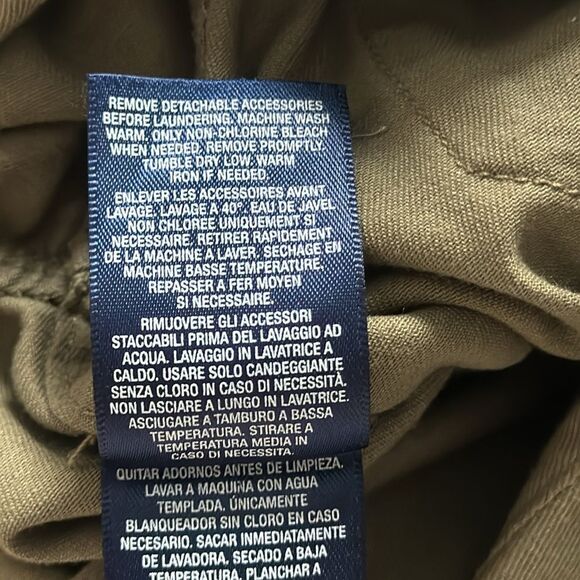 REMOVE DETACHABLE ACCESSORIES
BEFORE LAUNDERING. MACHINE WASH
WARM. ONLY NON-CHLORINE BLEACH
WHEN NEEDED. REMOVE PROMPTLY.
TUMBLE DRY LOW. WARM
IRON IF NEEDED.
ENLEVER LES ACCESSOIRES AVANT
LAVAGE. LAVAGE A 40°. EAU DE JAVEL
NON CHLOREE UNIQUEMENT SI
NECESSAIRE. RETIRER RAPIDEMENT
DE LA MACHINE A LAVER. SECHAGE EN
MACHINE BASSE TEMPERATURE.
REPASSER A FER MOYEN
SI NECESSAIRE.
RIMUOVERE GLI ACCESSORI
STACCABILI PRIMA DEL LAVAGGIO AD
ACQUA. LAVAGGIO IN LAVATRICE A
CALDO. USARE SOLO CANDEGGIANTE
SENZA CLORO IN CASO DI NECESSITÀ.
NON LASCIARE A LUNGO IN LAVATRICE.
ASCIUGARE A TAMBURO A BASSA
TEMPERATURA. STIRARE A
TEMPERATURA MEDIA IN
CASO DI NECESSITA.
QUITAR ADORNOS ANTES DE LIMPIEZA.
LAVAR A MAQUINA CON AGUA
TEMPLADA. ÚNICAMENTE
BLANQUEADOR SIN CLORO EN CASO
NECESARIO. SACAR INMEDIATAMENTE
DE LAVADORA. SECADO A BAJA
TEMPERATURA. PLANCHAR A